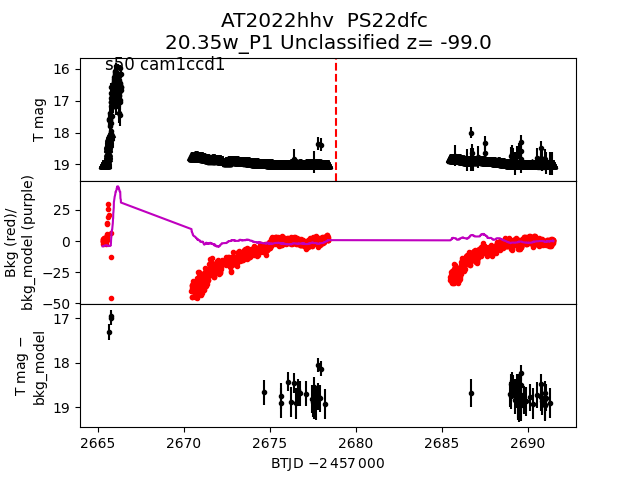 AT2022hhv PS22dfc
20.35w_P1 Unclassified z= -99.0
s50 cam1ccd1
T mag
16
17
18
19
Bkg (red)/
bkg_model (purple)
25
0
−25
−50
T mag −
bkg_model
17
18
19
2665 2670 2675 2680 2685 2690
BTJD −2 457 000